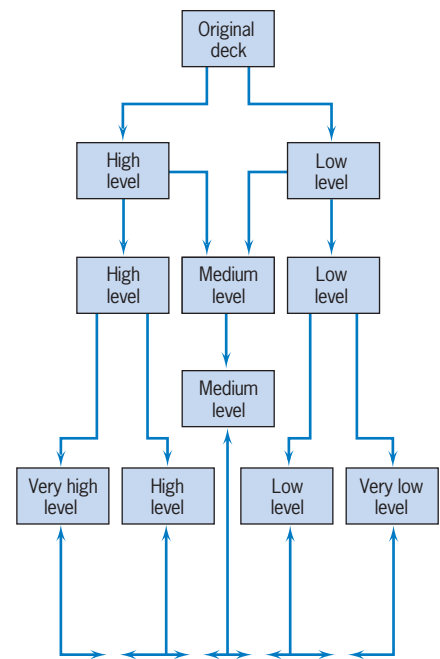 Original
deck
High
level
Low
level
High
level
Medium
level
Low
level
Medium
level
Very high
level
High
level
Low
level
Very low
level